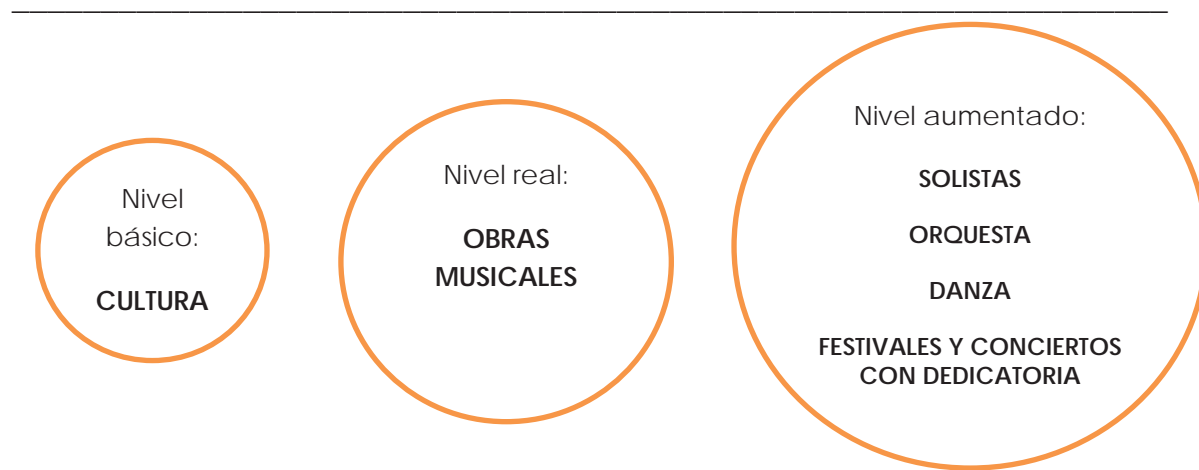 Nivel
básico:
CULTURA
Nivel real:
OBRAS
MUSICALES
Nivel aumentado:
SOLISTAS
ORQUESTA
DANZA
FESTIVALES Y CONCIERTOS
CON DEDICATORIA